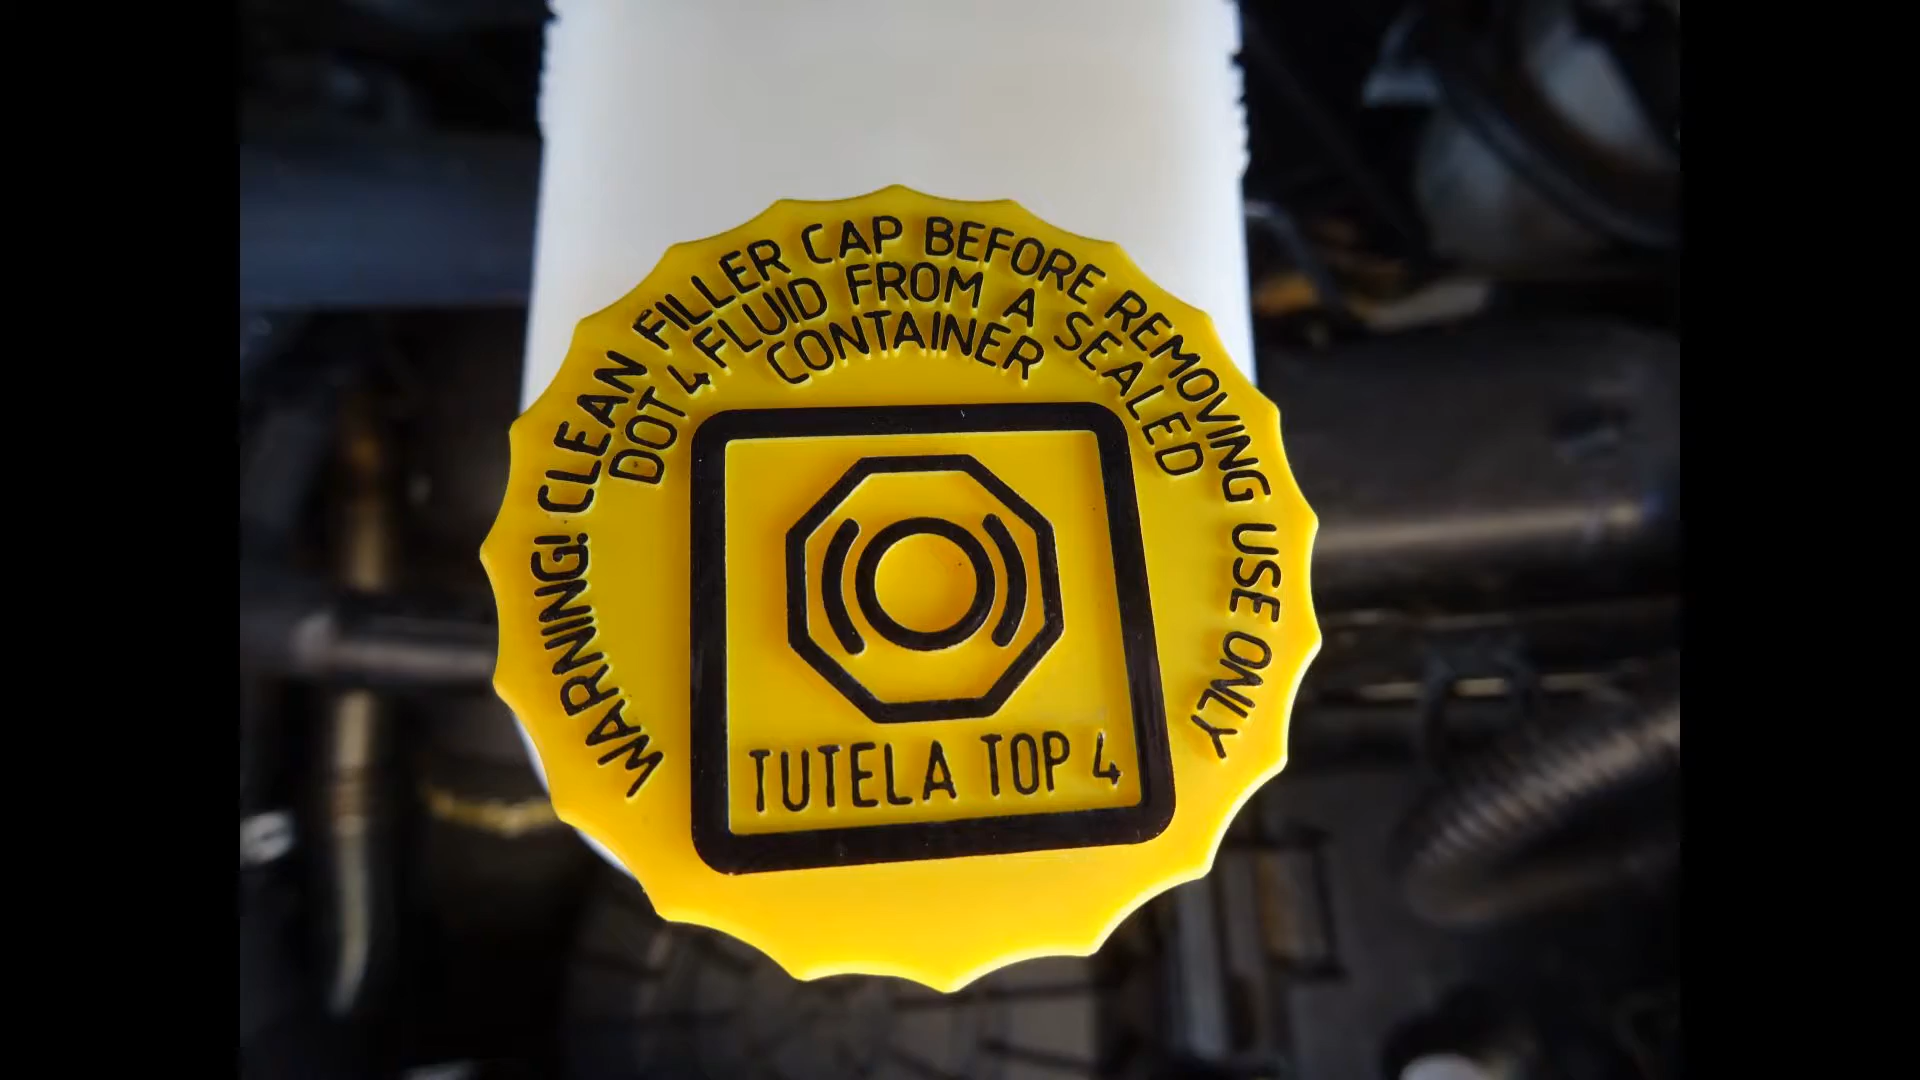 WARNING! CLEAN FILLER CAP BEFORE REMOVING USE ONLY
DOT 4 FLUID FROM A SEALED
CONTAINER
TUTELA TOP 4